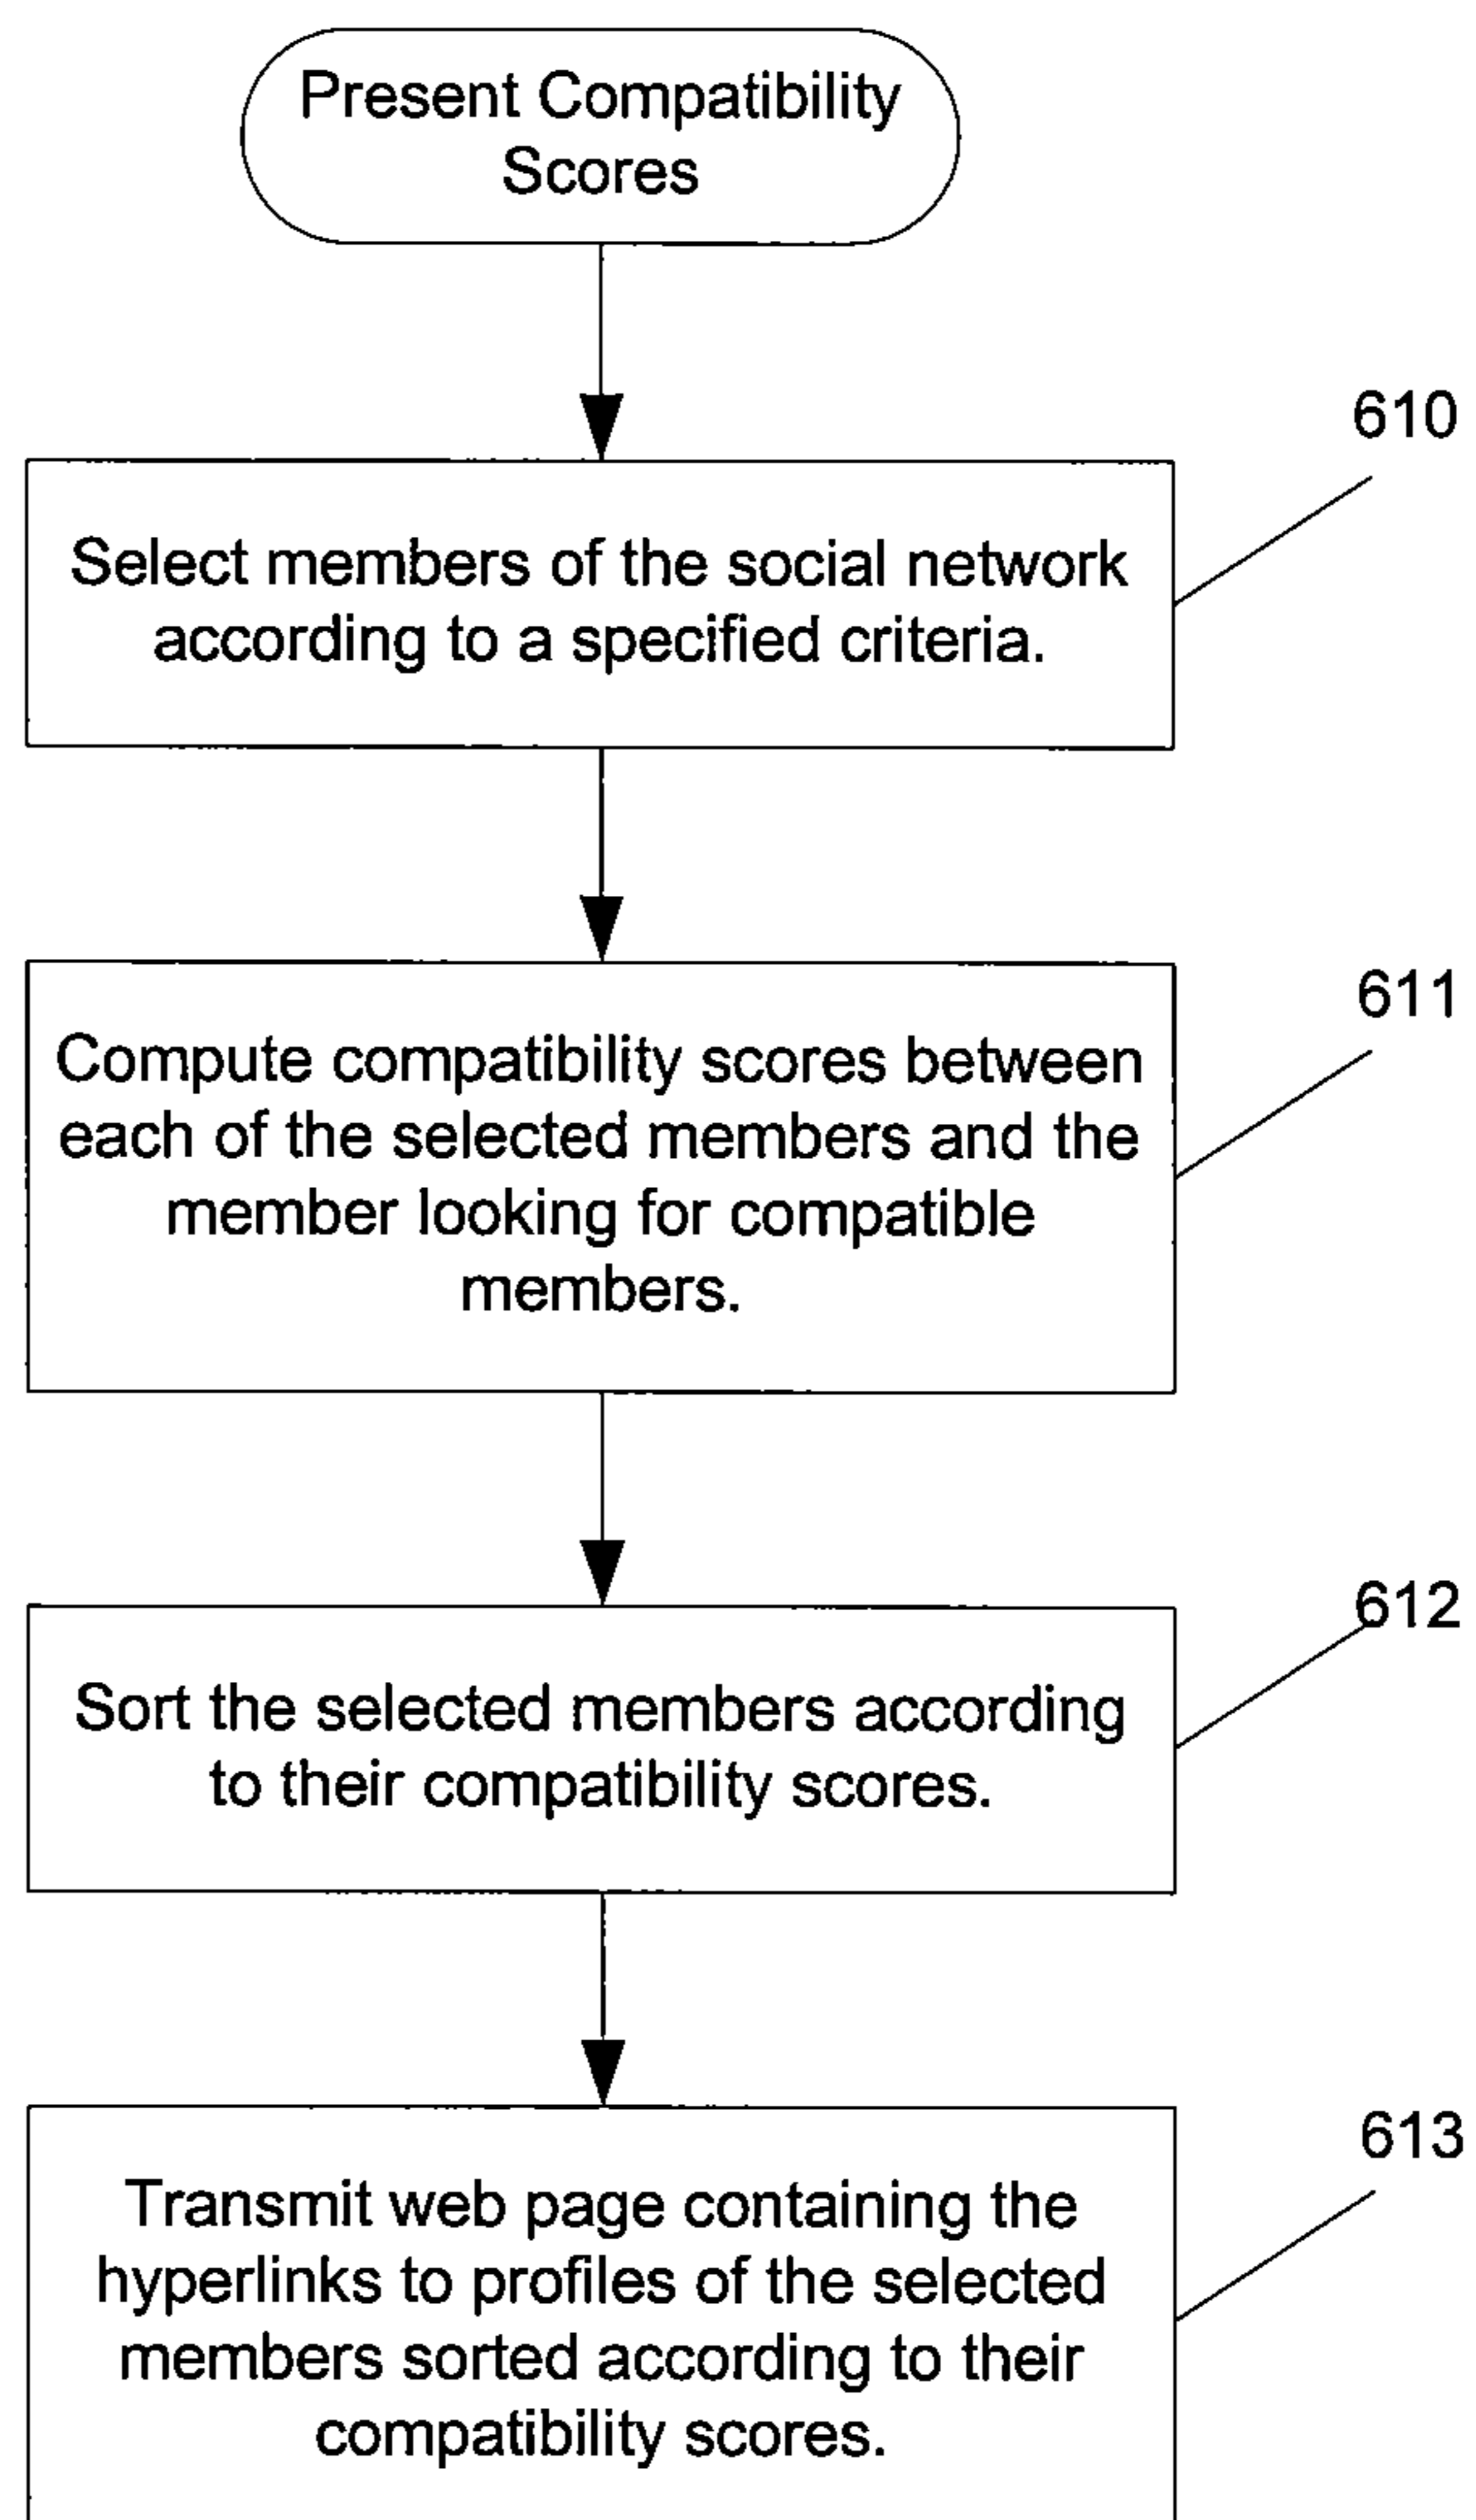 Present Compatibility
Scores
610
Select members of the social network
according to a specified criteria.
611
Compute compatibility scores between
each of the selected members and the
member looking for compatible
members.
612
Sort the selected members according
to their compatibility scores.
613
Transmit web page containing the
hyperlinks to profiles of the selected
members sorted according to their
compatibility scores.